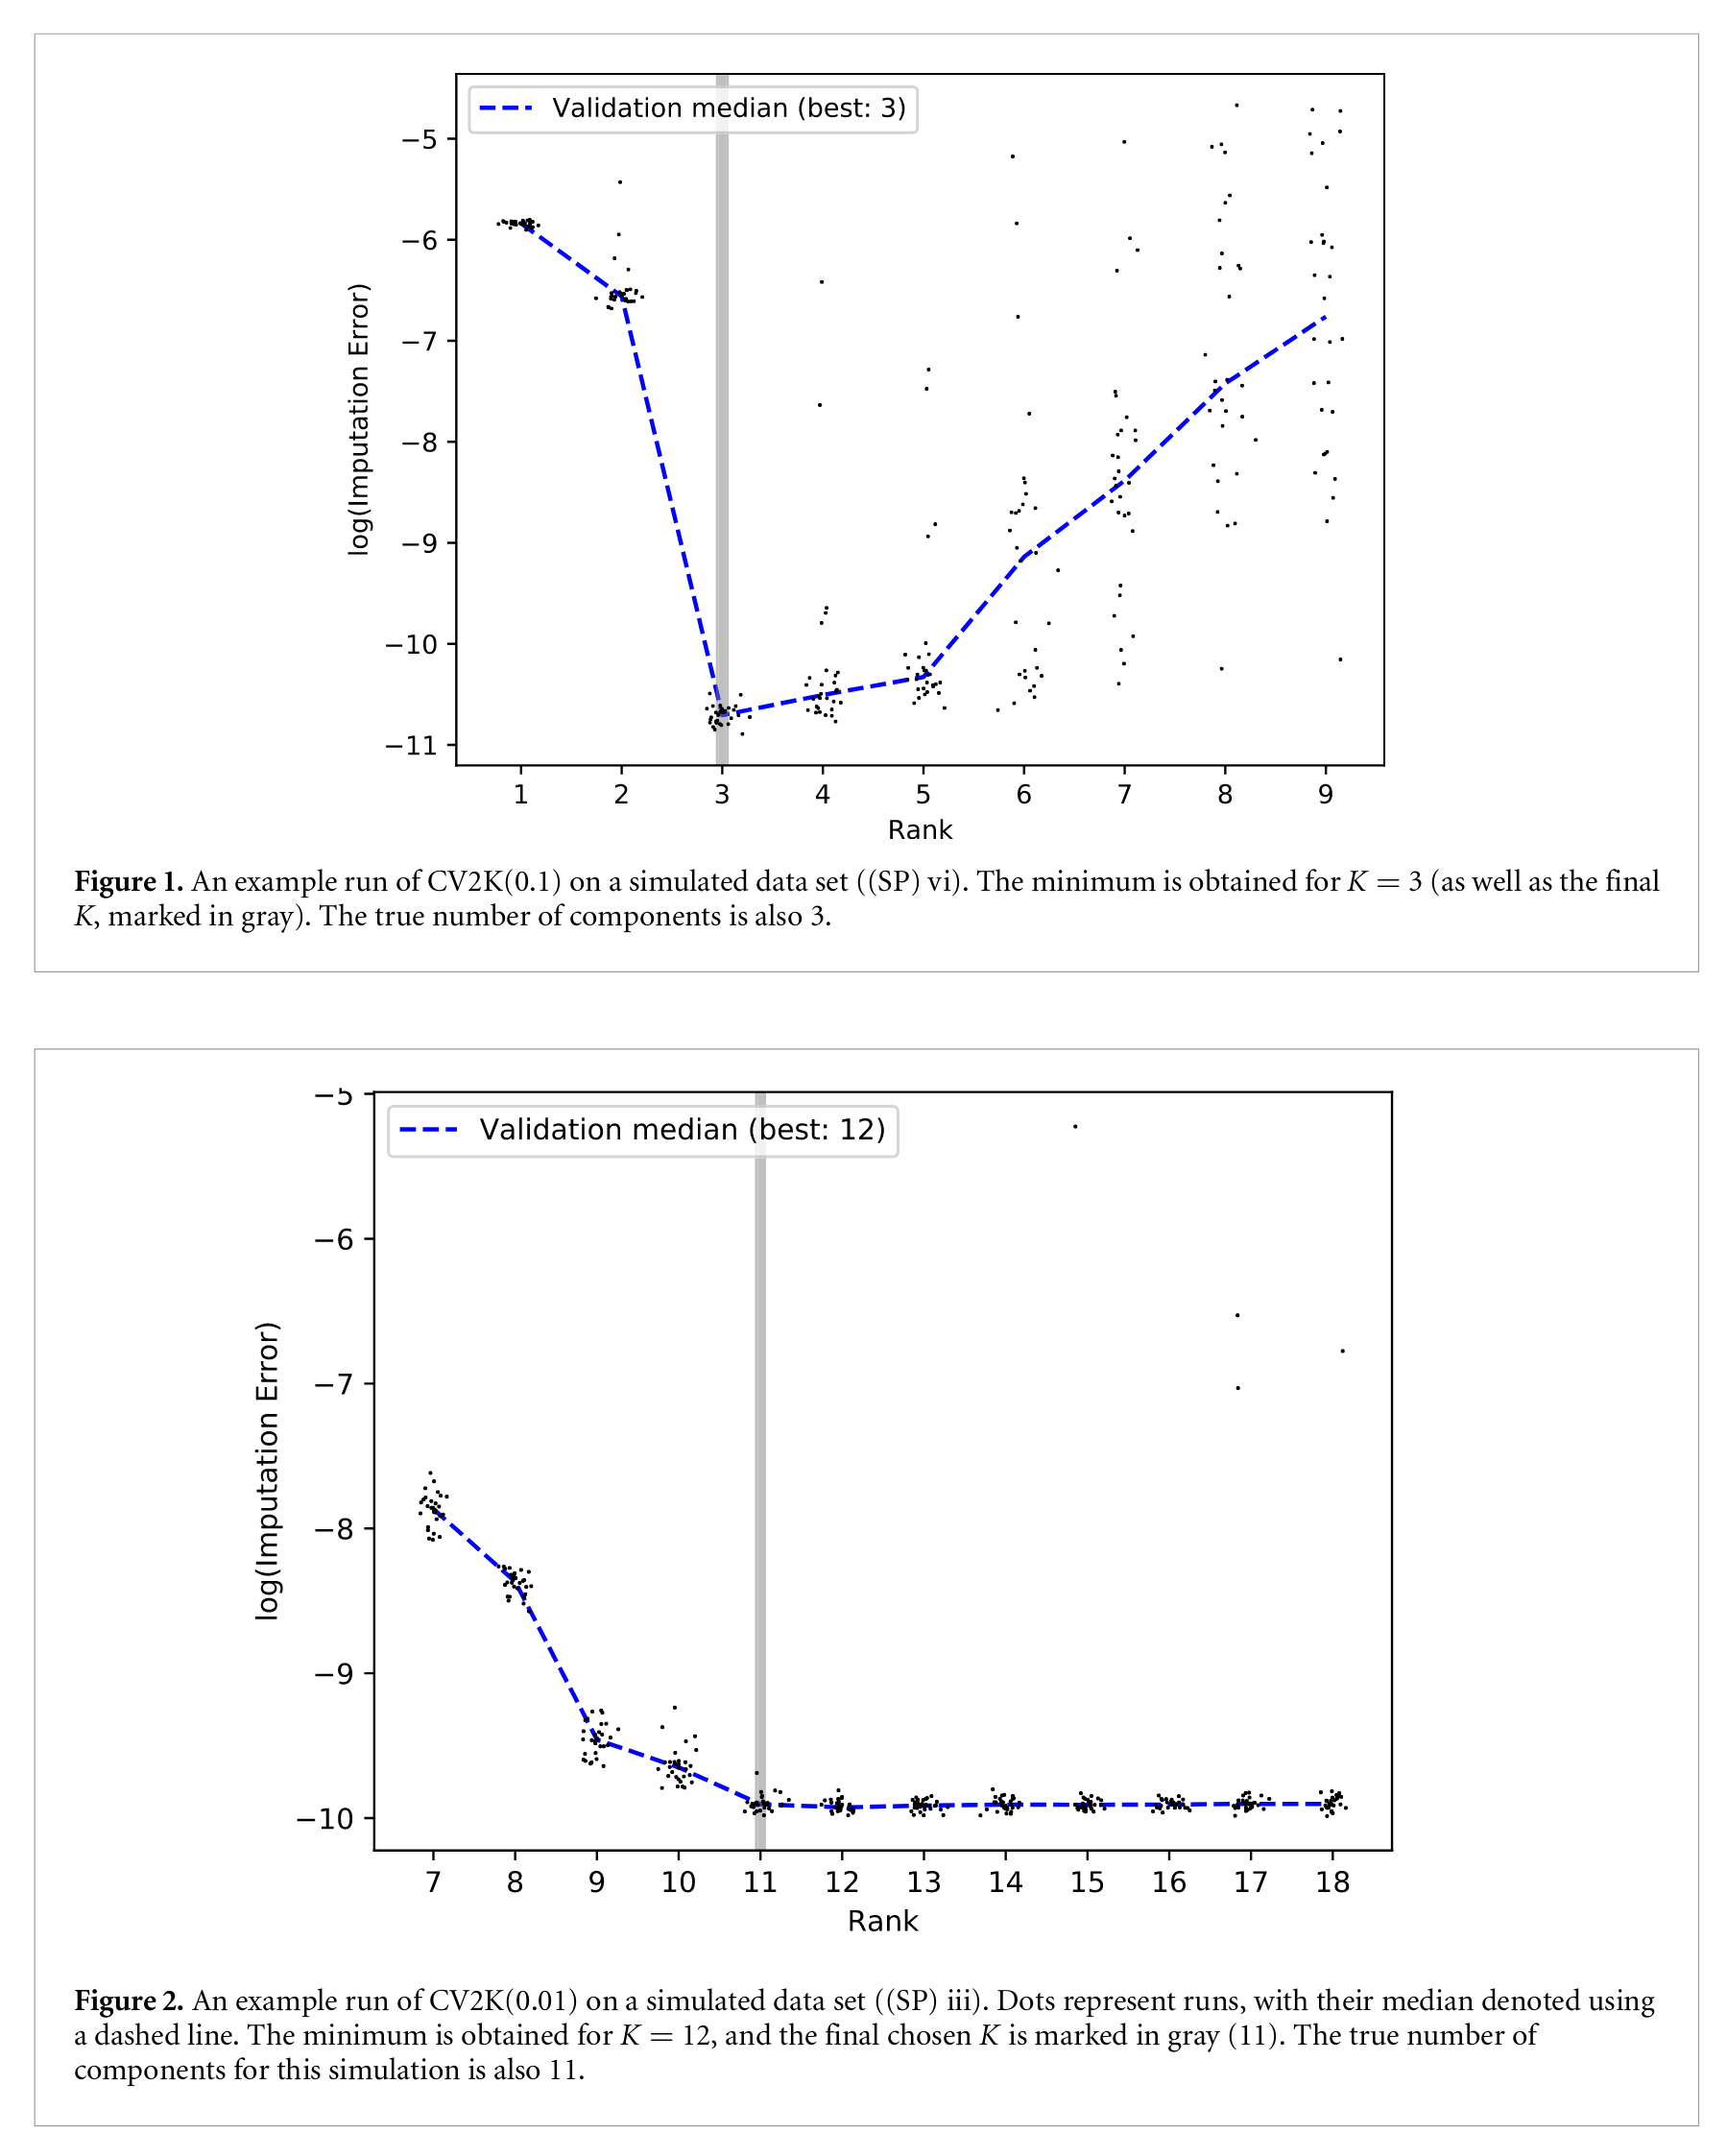 Validation median (best: 3)
−5
−6
−7
−8
−9
−10
−11
log(Imputation Error)
1 2 3 4 5 6 7 8 9
Rank
Figure 1. An example run of CV2K(0.1) on a simulated data set ((SP) vi). The minimum is obtained for K = 3 (as well as the final
K, marked in gray). The true number of components is also 3.
Validation median (best: 12)
−5
−6
−7
−8
−9
−10
log(Imputation Error)
7 8 9 10 11 12 13 14 15 16 17 18
Rank
Figure 2. An example run of CV2K(0.01) on a simulated data set ((SP) iii). Dots represent runs, with their median denoted using
a dashed line. The minimum is obtained for K = 12, and the final chosen K is marked in gray (11). The true number of
components for this simulation is also 11.